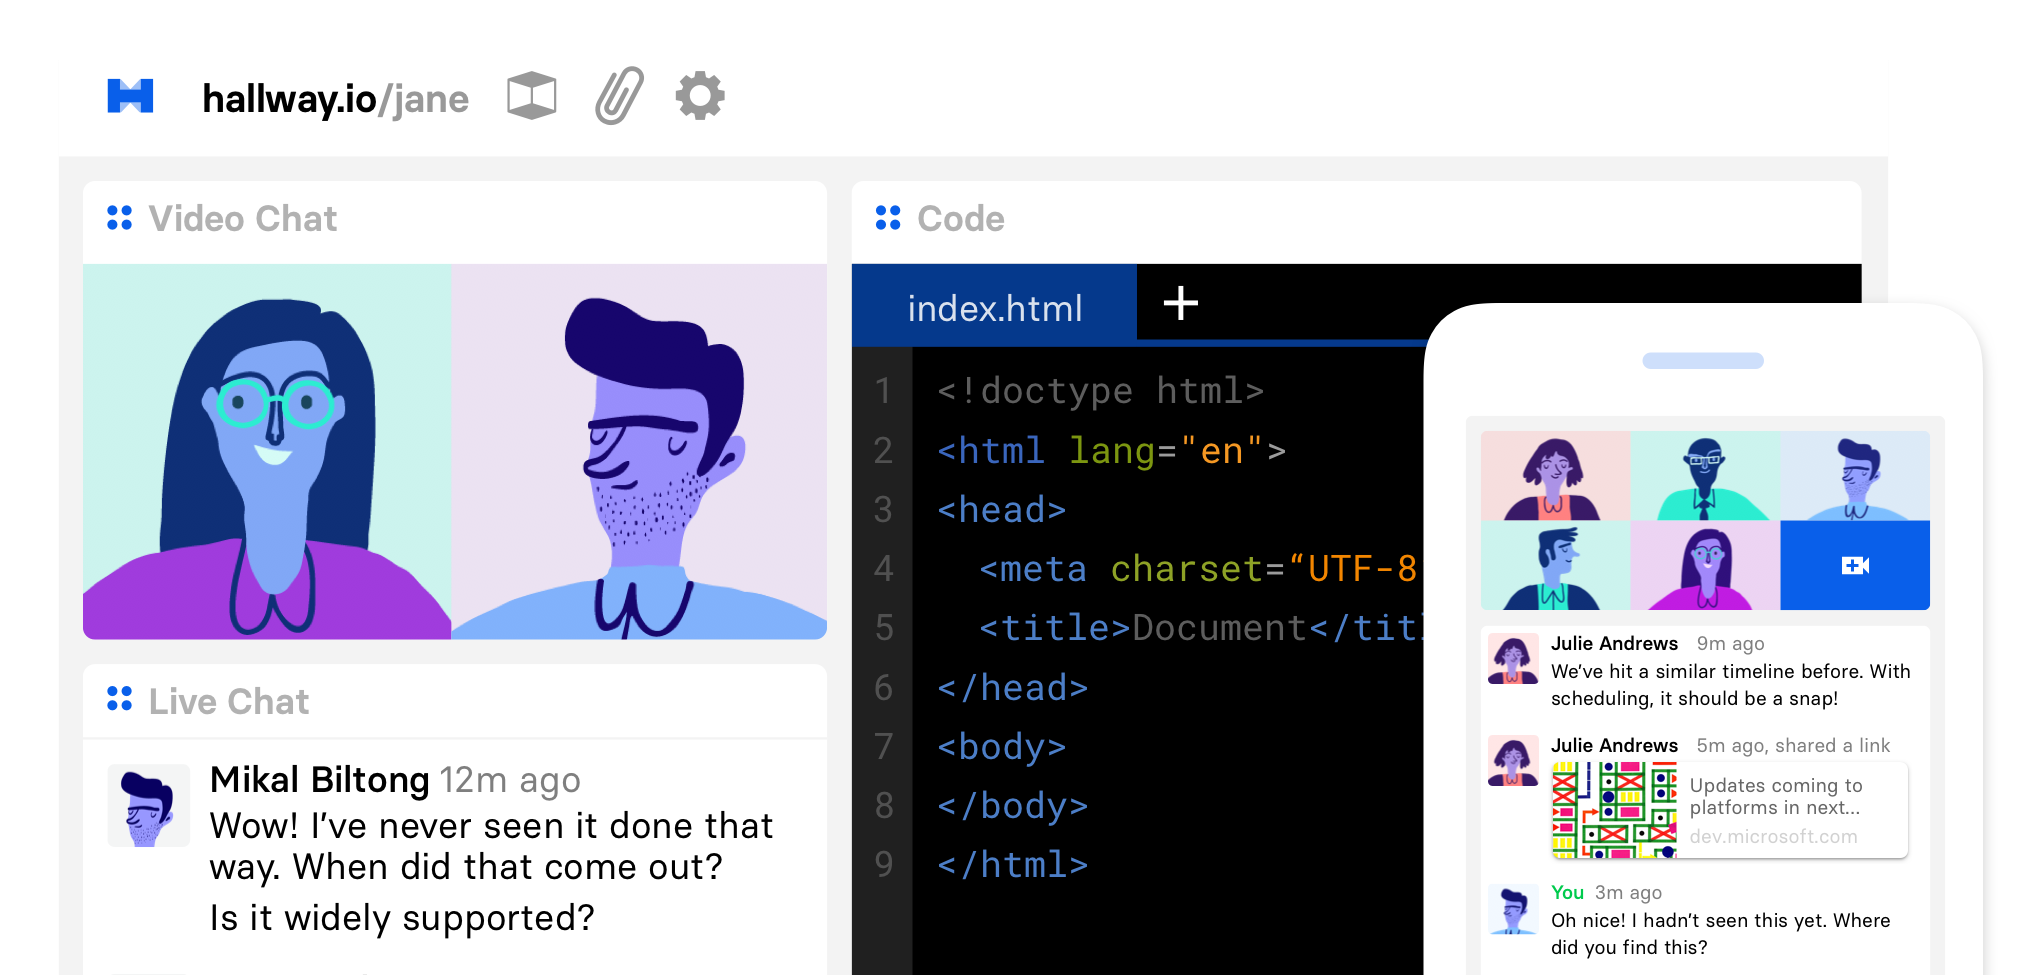 hallway.io/jane
Video Chat
Live Chat
Mikal Biltong 12m ago
Wow! I've never seen it done that
way. When did that come out?
Is it widely supported?
Code
index.html
1 <!doctype html>
2 <html lang="en">
3 <head>
4 <meta charset=“UTF-8
5 <title>Document</titl
6 </head>
7 <body>
8 </body>
9 </html>
Julie Andrews 9m ago
We've hit a similar timeline before. With
scheduling, it should be a snap!
Julie Andrews 5m ago, shared a link
Updates coming to
platforms in next...
dev.microsoft.com
You 3m ago
Oh nice! I hadn't seen this yet. Where
did you find this?